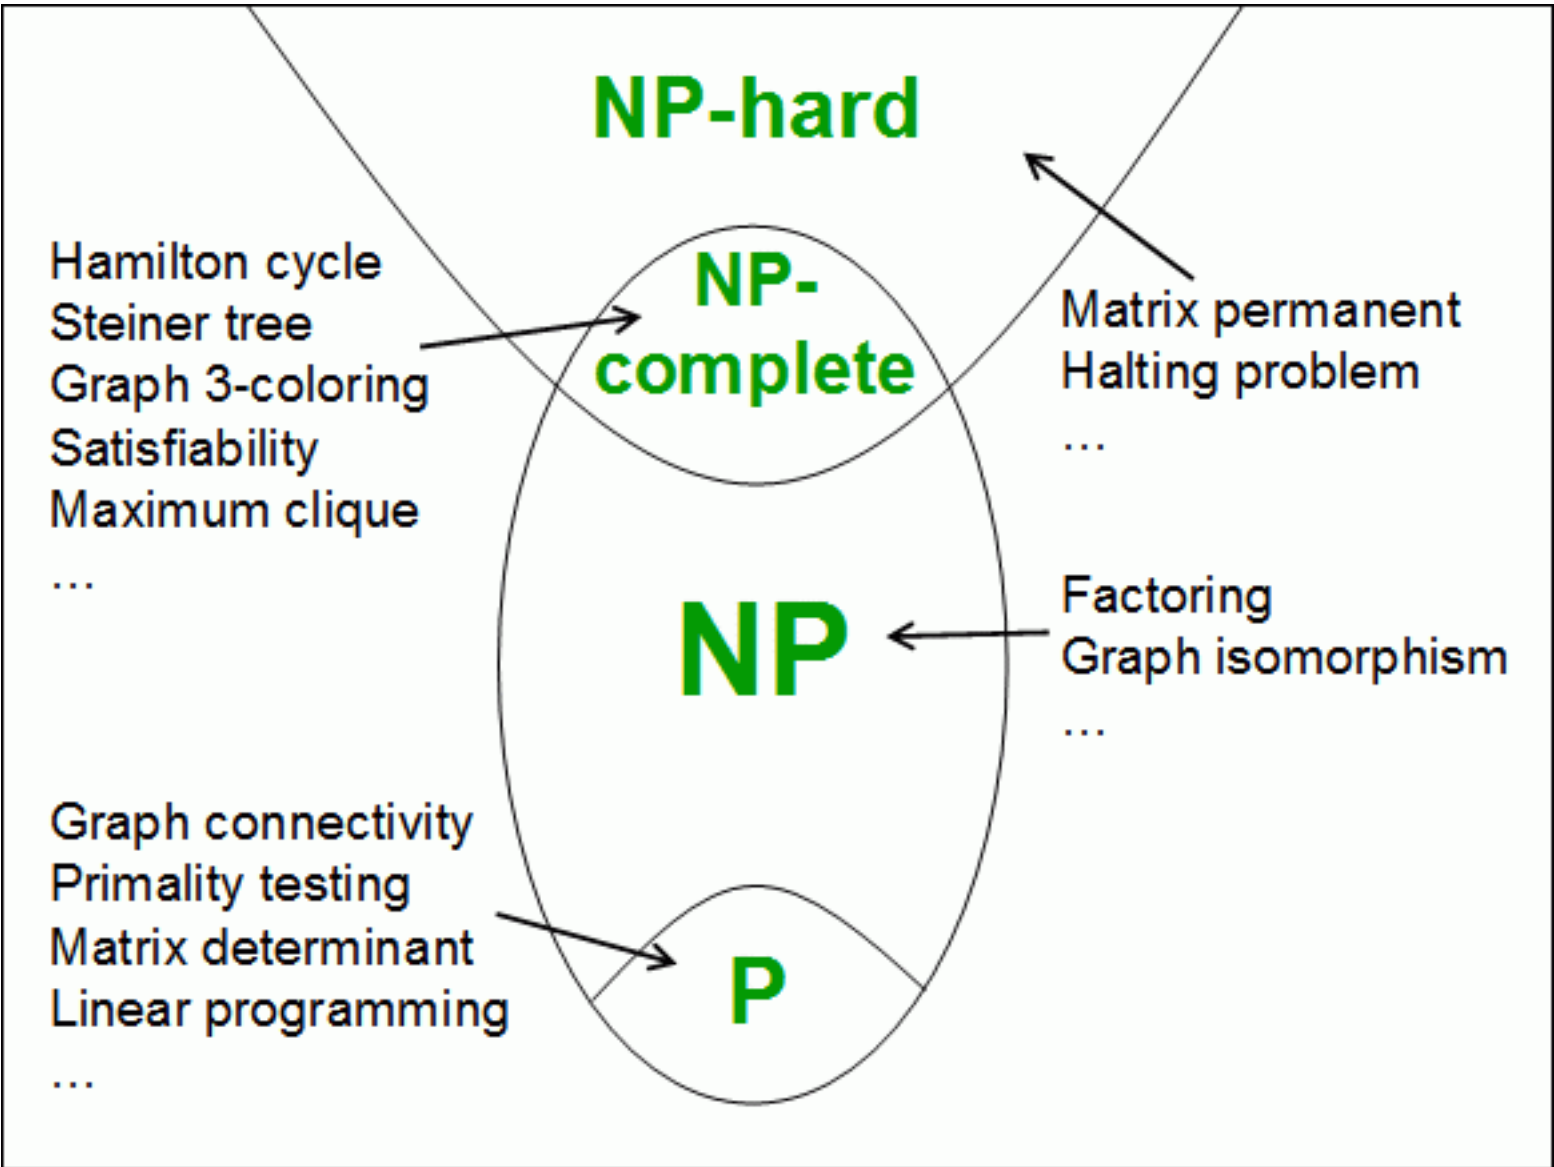 NP-hard
NP-
complete
Hamilton cycle
Steiner tree
Graph 3-coloring
Satisfiability
Maximum clique
…
Matrix permanent
Halting problem
…
NP
Factoring
Graph isomorphism
…
Graph connectivity
Primality testing
Matrix determinant
Linear programming
…
P